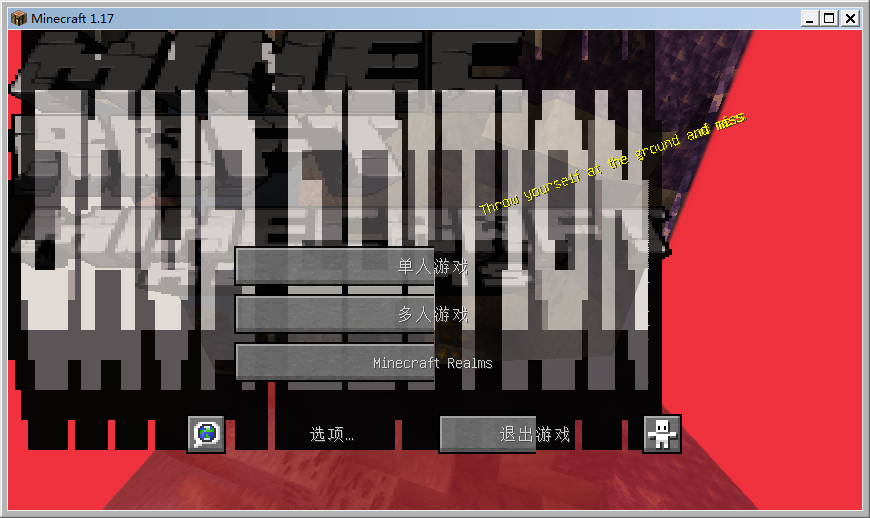 Minecraft 1.17
MINEC
Throw yourself at the ground and miss
单人游戏
多人游戏
Minecraft Realms
选项...
退出游戏